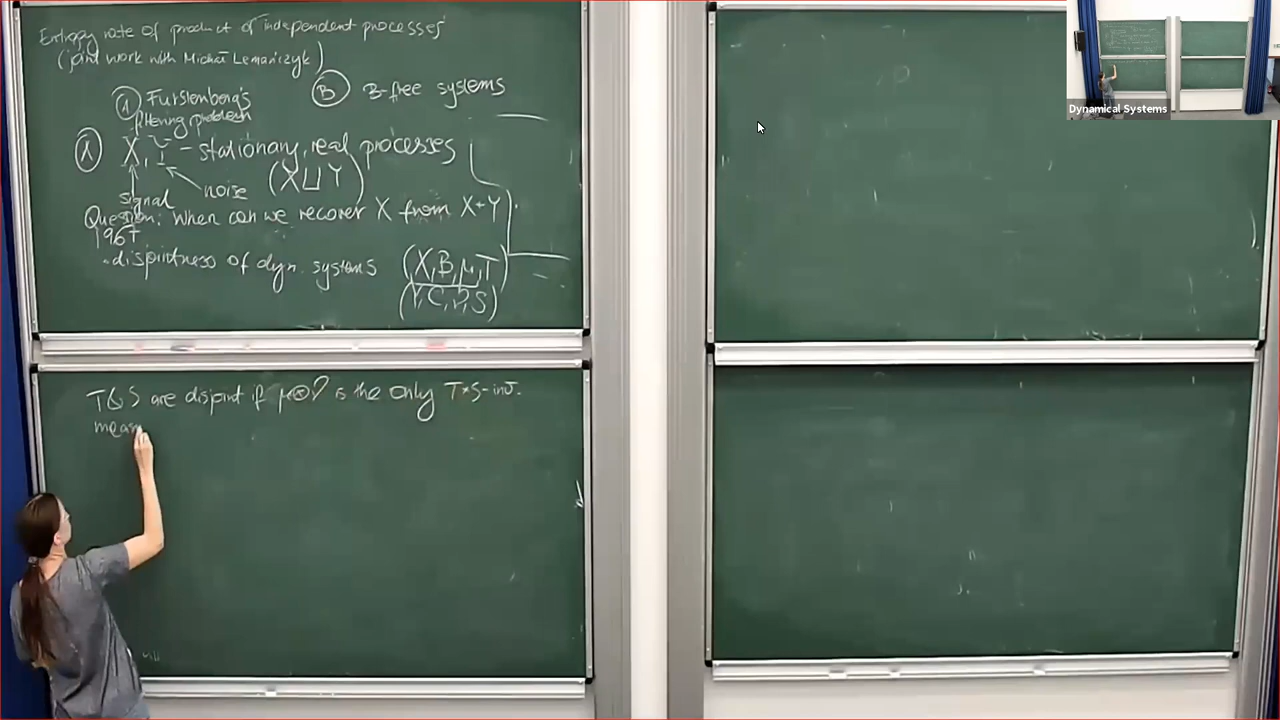 Entropy rate of product of independent processes
(joint work with Michał Lemańczyk)
① Furstenberg's filtering problem
Ⓑ B-free systems
Ⓐ X, Y - stationary, real processes
signal
noise
(X ⊔ Y)
Question: When can we recover X from X+Y
1967
• disjointness of dyn. systems (X,B,μ,T)
(Y,C,ν,S)
T & S are disjoint if μ⊗ν is the only T×S-inv.
meas
Dynamical Systems